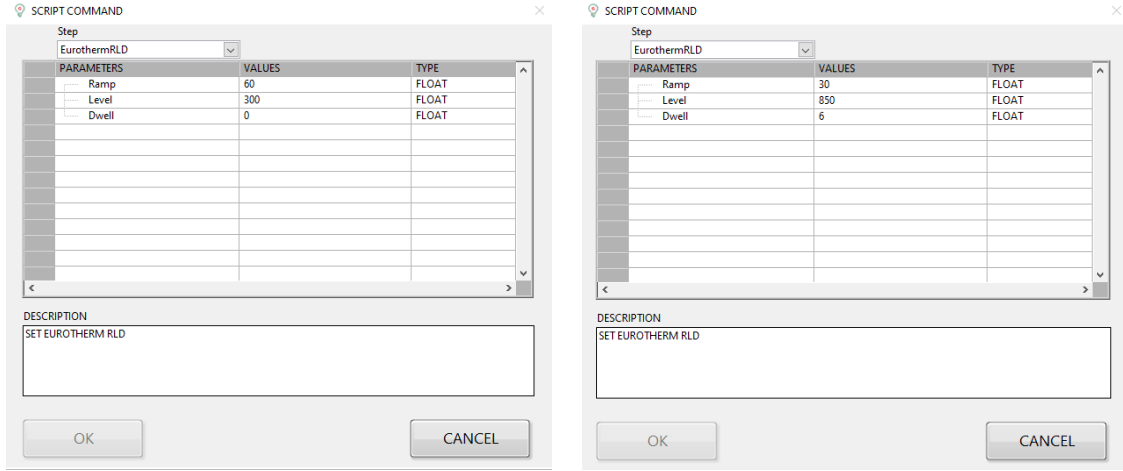 SCRIPT COMMAND
Step
EurothermRLD
PARAMETERS VALUES TYPE
Ramp 60 FLOAT
Level 300 FLOAT
Dwell 0 FLOAT
DESCRIPTION
SET EUROTHERM RLD
OK CANCEL
SCRIPT COMMAND
Step
EurothermRLD
PARAMETERS VALUES TYPE
Ramp 30 FLOAT
Level 850 FLOAT
Dwell 6 FLOAT
DESCRIPTION
SET EUROTHERM RLD
OK CANCEL